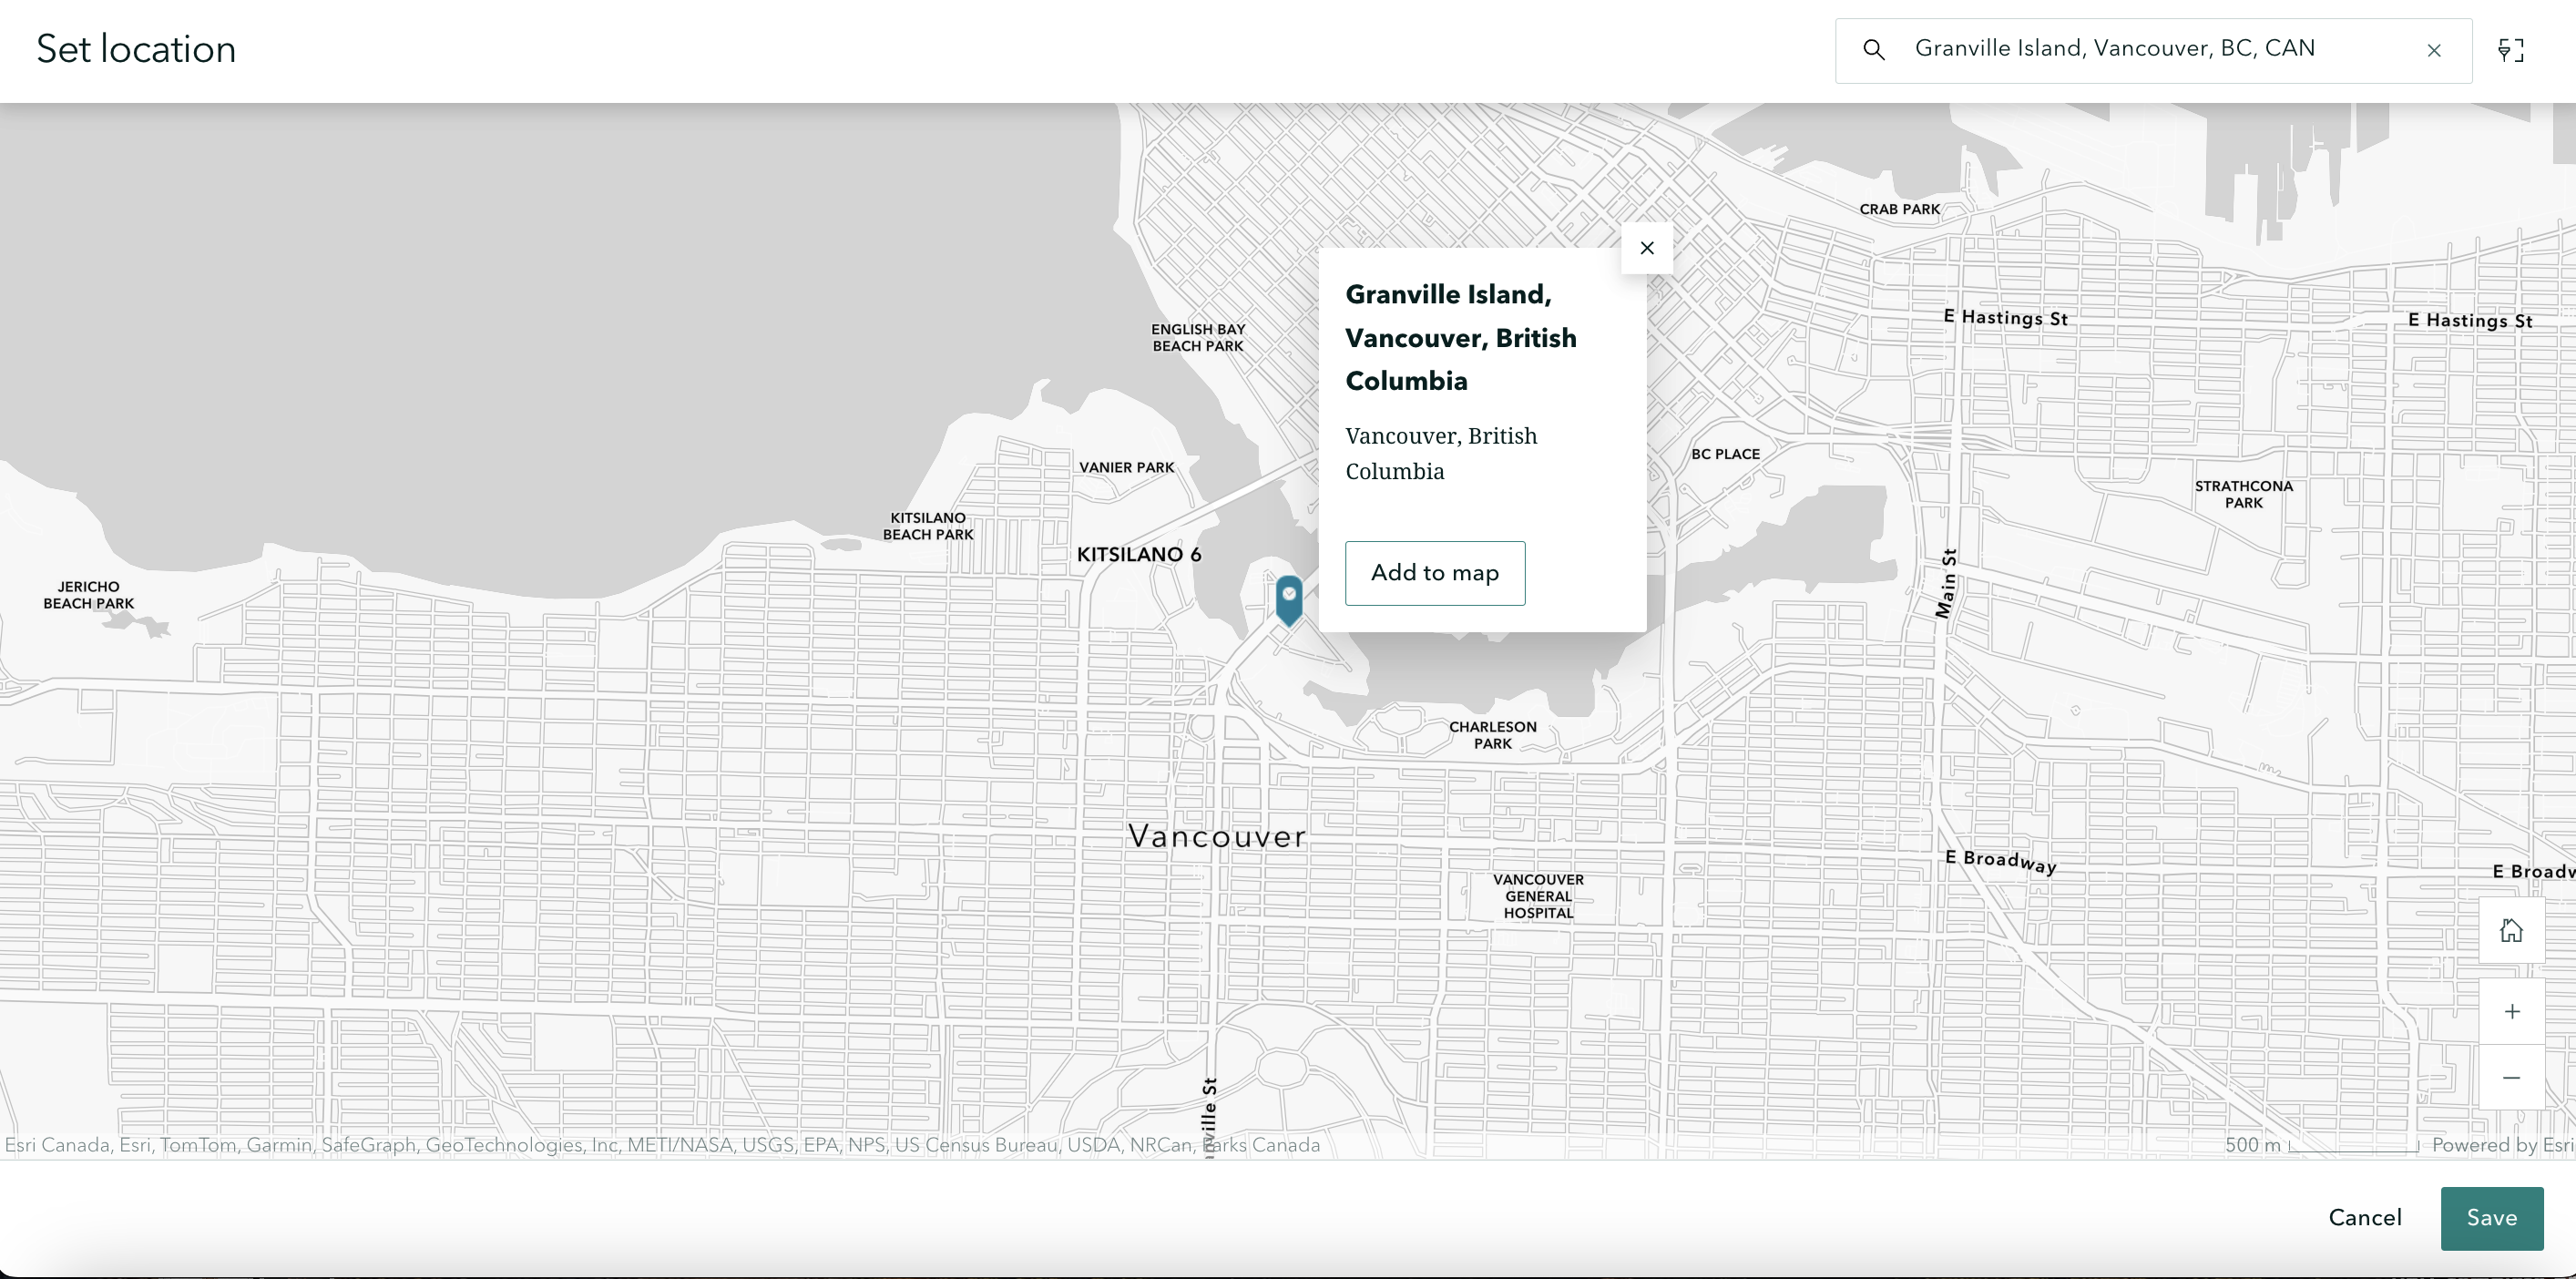 Set location
Granville Island, Vancouver, BC, CAN
CRAB PARK
Granville Island,
Vancouver, British
Columbia
Vancouver, British
Columbia
Add to map
E Hastings St
E Hastings St
ENGLISH BAY
BEACH PARK
VANIER PARK
BC PLACE
STRATHCONA
PARK
KITSILANO
BEACH PARK
KITSILANO 6
JERICHO
BEACH PARK
Main St
CHARLESON
PARK
Vancouver
E Broadway
E Broadw
VANCOUVER
GENERAL
HOSPITAL
nville St
Esri Canada, Esri, TomTom, Garmin, SafeGraph, GeoTechnologies, Inc, METI/NASA, USGS, EPA, NPS, US Census Bureau, USDA, NRCan, Parks Canada
500 m
Powered by Esri
Cancel
Save